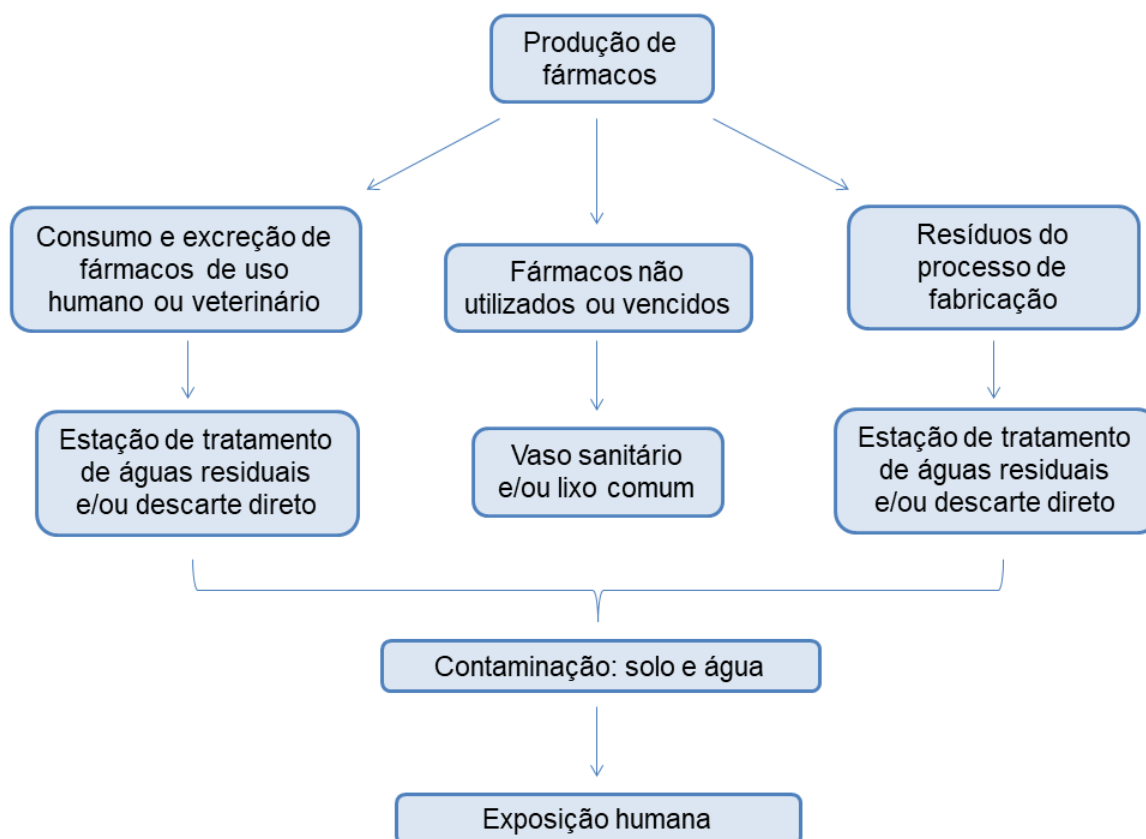 Produção de
fármacos
Consumo e excreção de
fármacos de uso
humano ou veterinário
Fármacos não
utilizados ou vencidos
Resíduos do
processo de
fabricação
Estação de tratamento
de águas residuais
e/ou descarte direto
Vaso sanitário
e/ou lixo comum
Estação de tratamento
de águas residuais
e/ou descarte direto
Contaminação: solo e água
Exposição humana